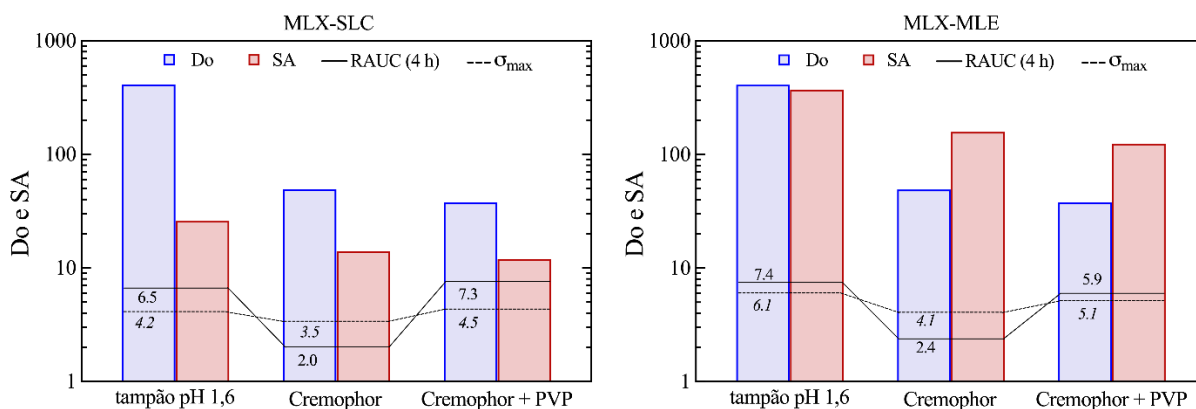 MLX-SLC
1000
100
10
1
Do e SA
Do SA RAUC (4 h) σmax
6.5
4.2
3.5
2.0
7.3
4.5
tampão pH 1,6 Cremophor Cremophor + PVP
MLX-MLE
1000
100
10
1
Do e SA
Do SA RAUC (4 h) σmax
7.4
6.1
4.1
2.4
5.9
5.1
tampão pH 1,6 Cremophor Cremophor + PVP